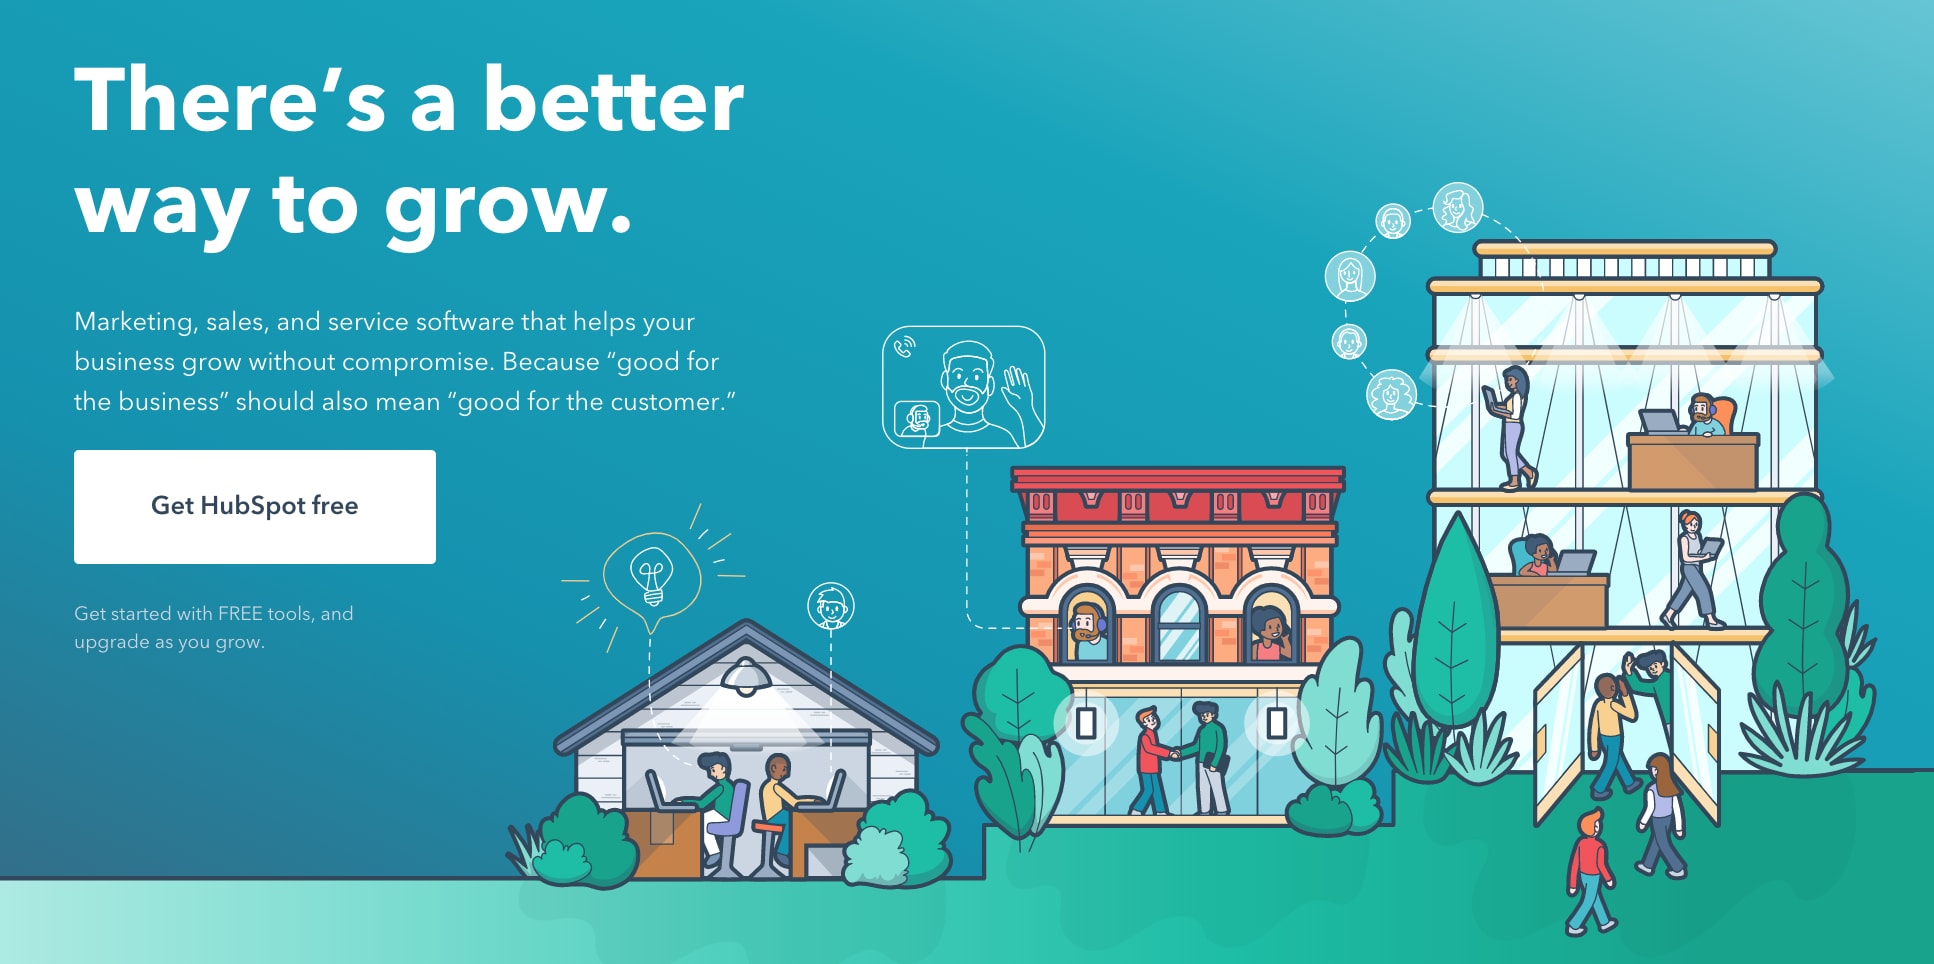 There’s a better
way to grow.
Marketing, sales, and service software that helps your
business grow without compromise. Because “good for
the business” should also mean “good for the customer.”
Get HubSpot free
Get started with FREE tools, and
upgrade as you grow.